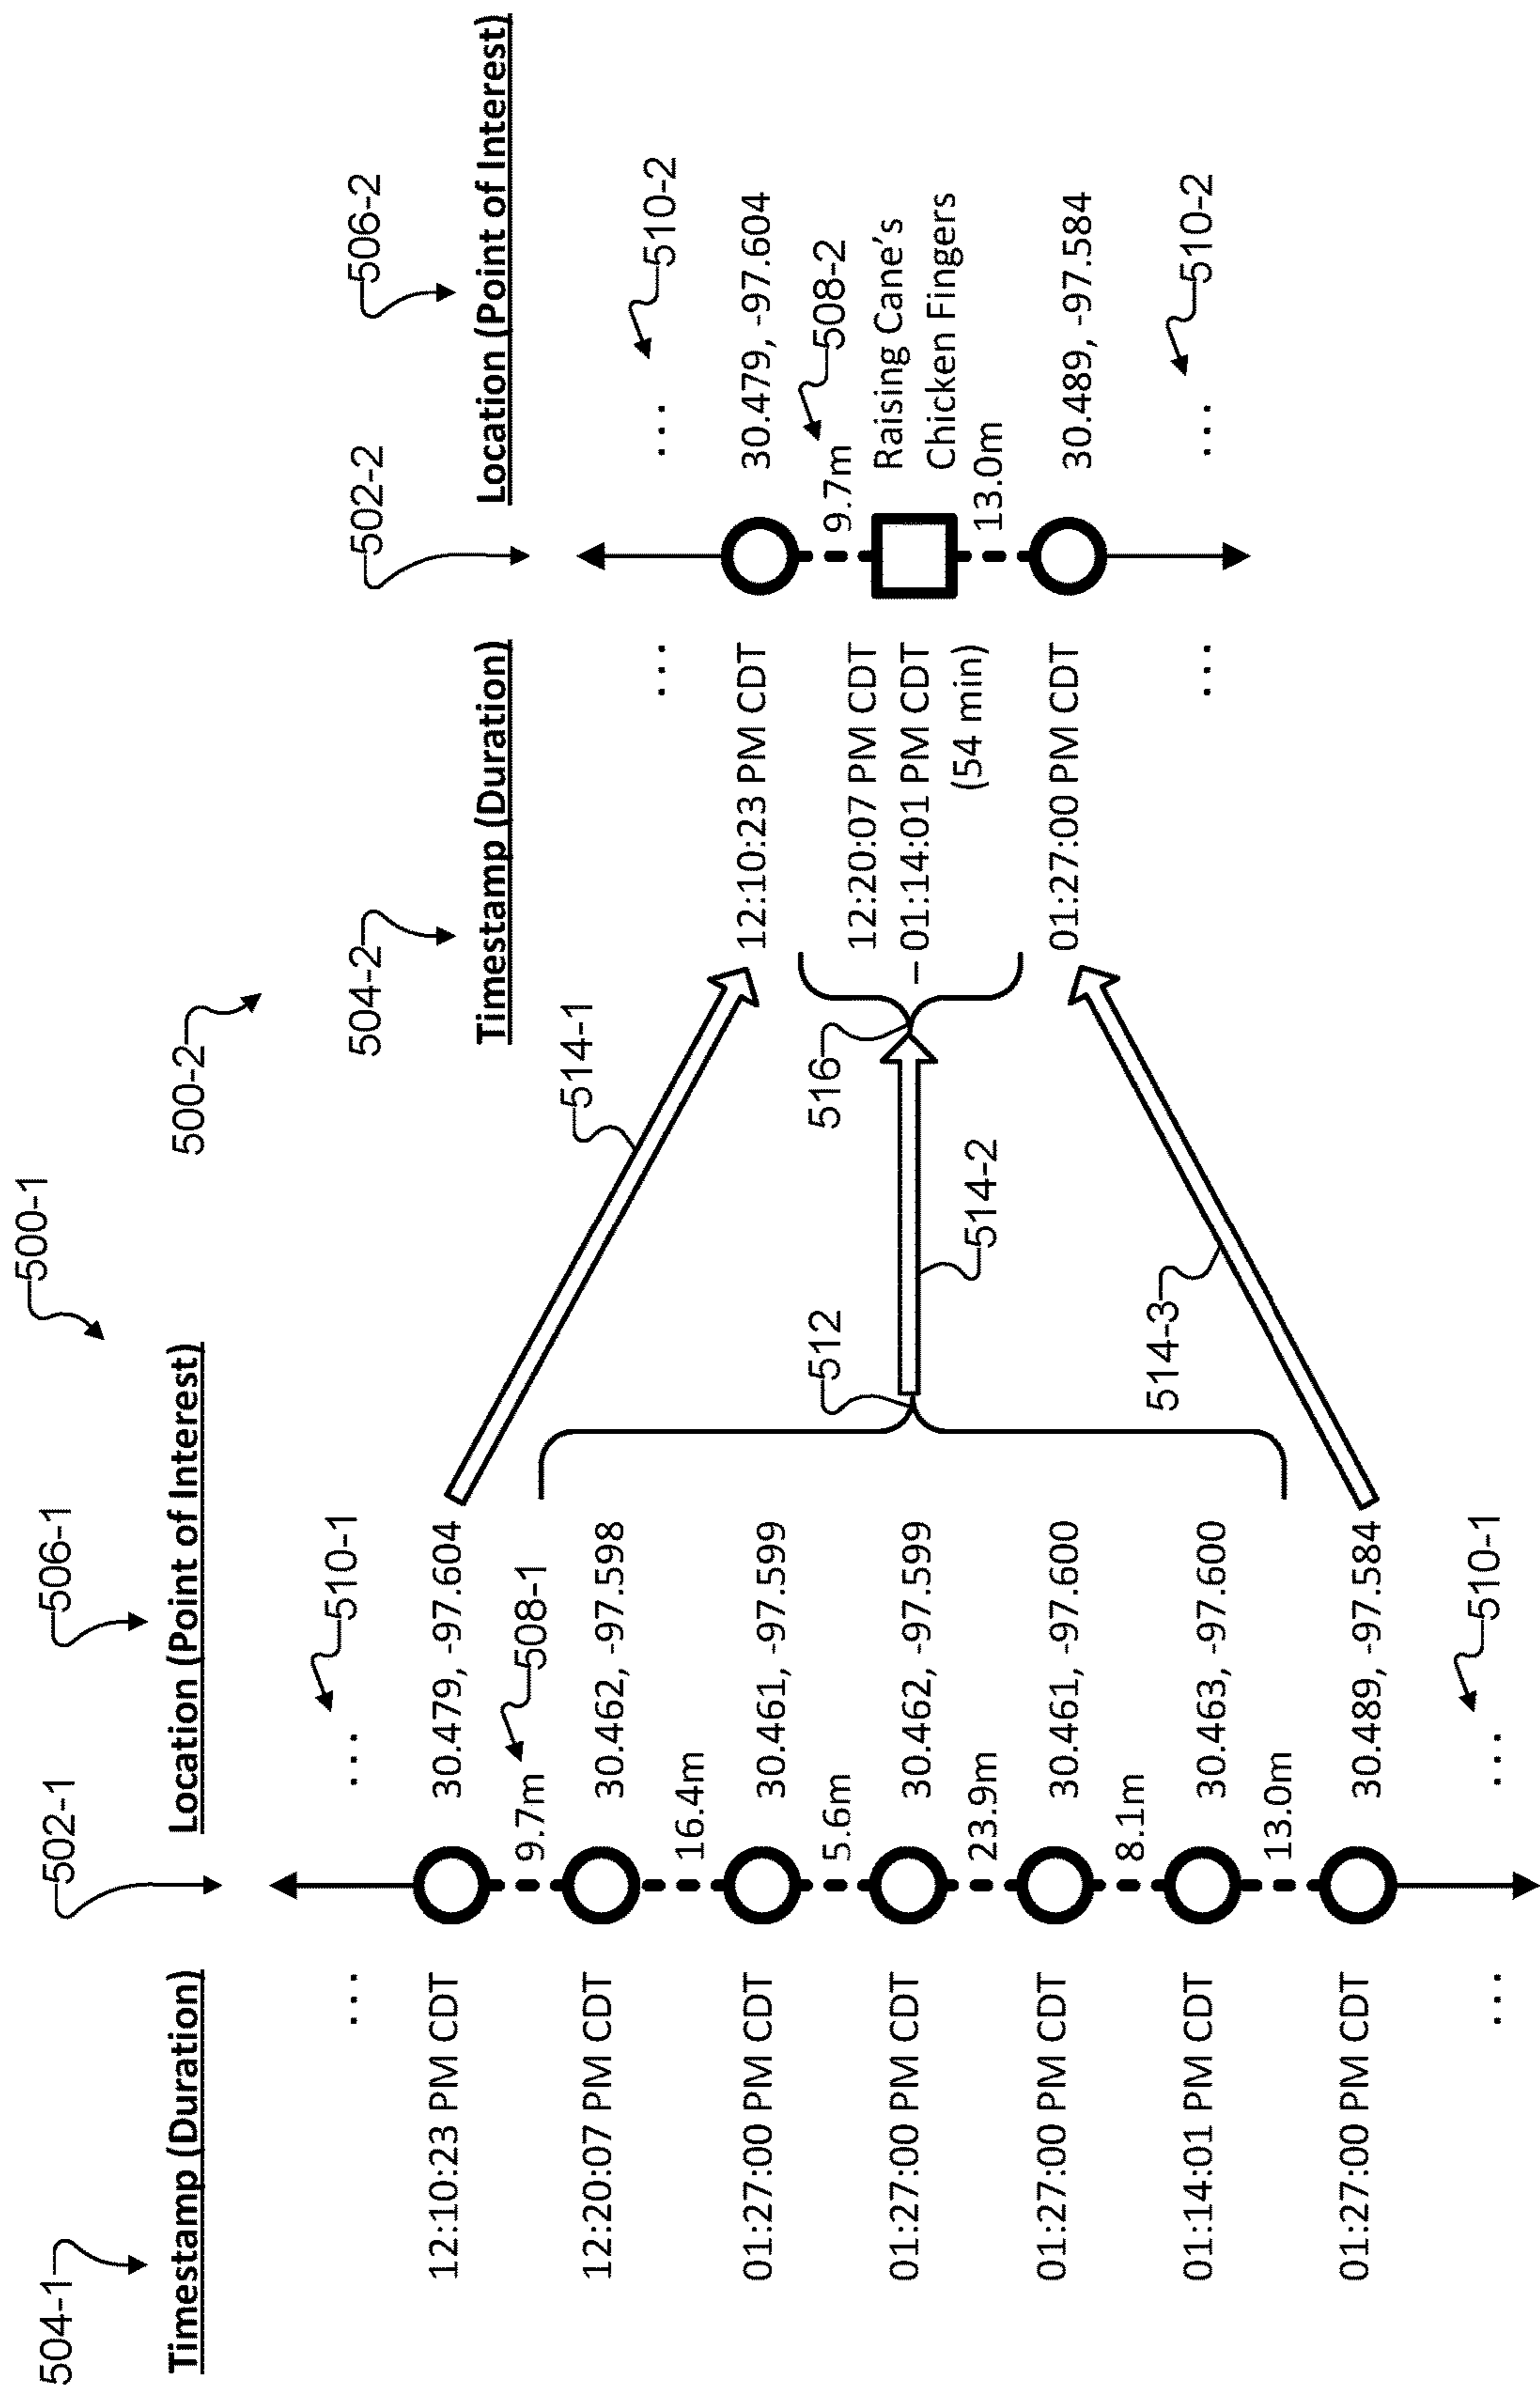 500-1
500-2
504-1
502-1
506-1
504-2
502-2
506-2
Timestamp (Duration)
Location (Point of Interest)
Timestamp (Duration)
Location (Point of Interest)
...
...
510-1
12:10:23 PM CDT
30.479, -97.604
9.7m
508-1
12:20:07 PM CDT
30.462, -97.598
16.4m
01:27:00 PM CDT
30.461, -97.599
5.6m
01:27:00 PM CDT
30.462, -97.599
23.9m
01:27:00 PM CDT
30.461, -97.600
8.1m
01:14:01 PM CDT
30.463, -97.600
13.0m
01:27:00 PM CDT
30.489, -97.584
...
...
510-1
514-1
512
516
514-2
514-3
...
...
510-2
12:10:23 PM CDT
30.479, -97.604
9.7m
508-2
12:20:07 PM CDT
– 01:14:01 PM CDT
(54 min)
Raising Cane's
Chicken Fingers
13.0m
01:27:00 PM CDT
30.489, -97.584
...
...
510-2